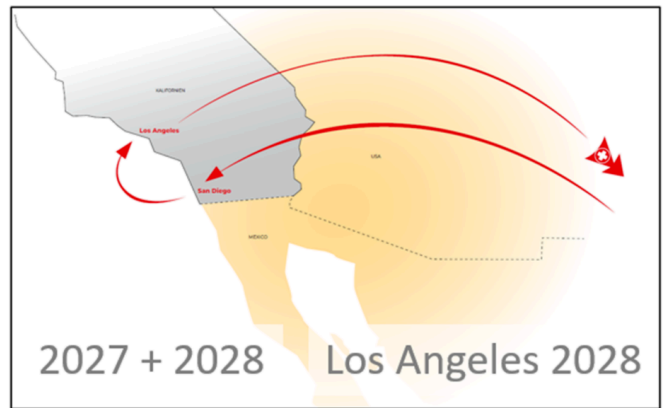 KALIFORNIEN
Los Angeles
USA
San Diego
MEXICO
2027 + 2028 Los Angeles 2028